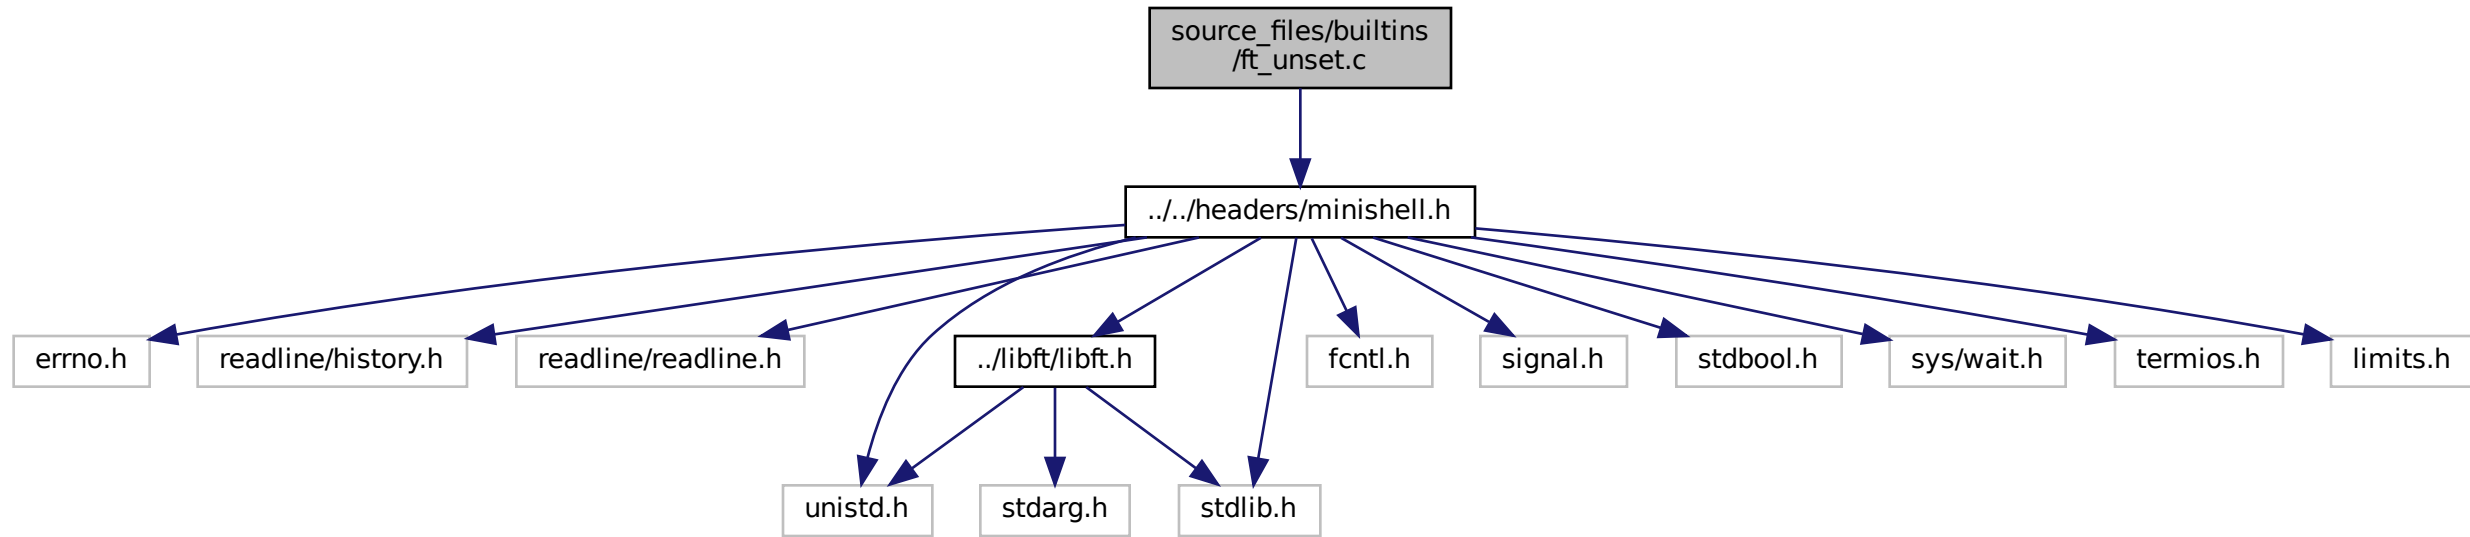 source_files/builtins
/ft_unset.c
../../headers/minishell.h
errno.h
readline/history.h
readline/readline.h
../libft/libft.h
fcntl.h
signal.h
stdbool.h
sys/wait.h
termios.h
limits.h
unistd.h
stdarg.h
stdlib.h